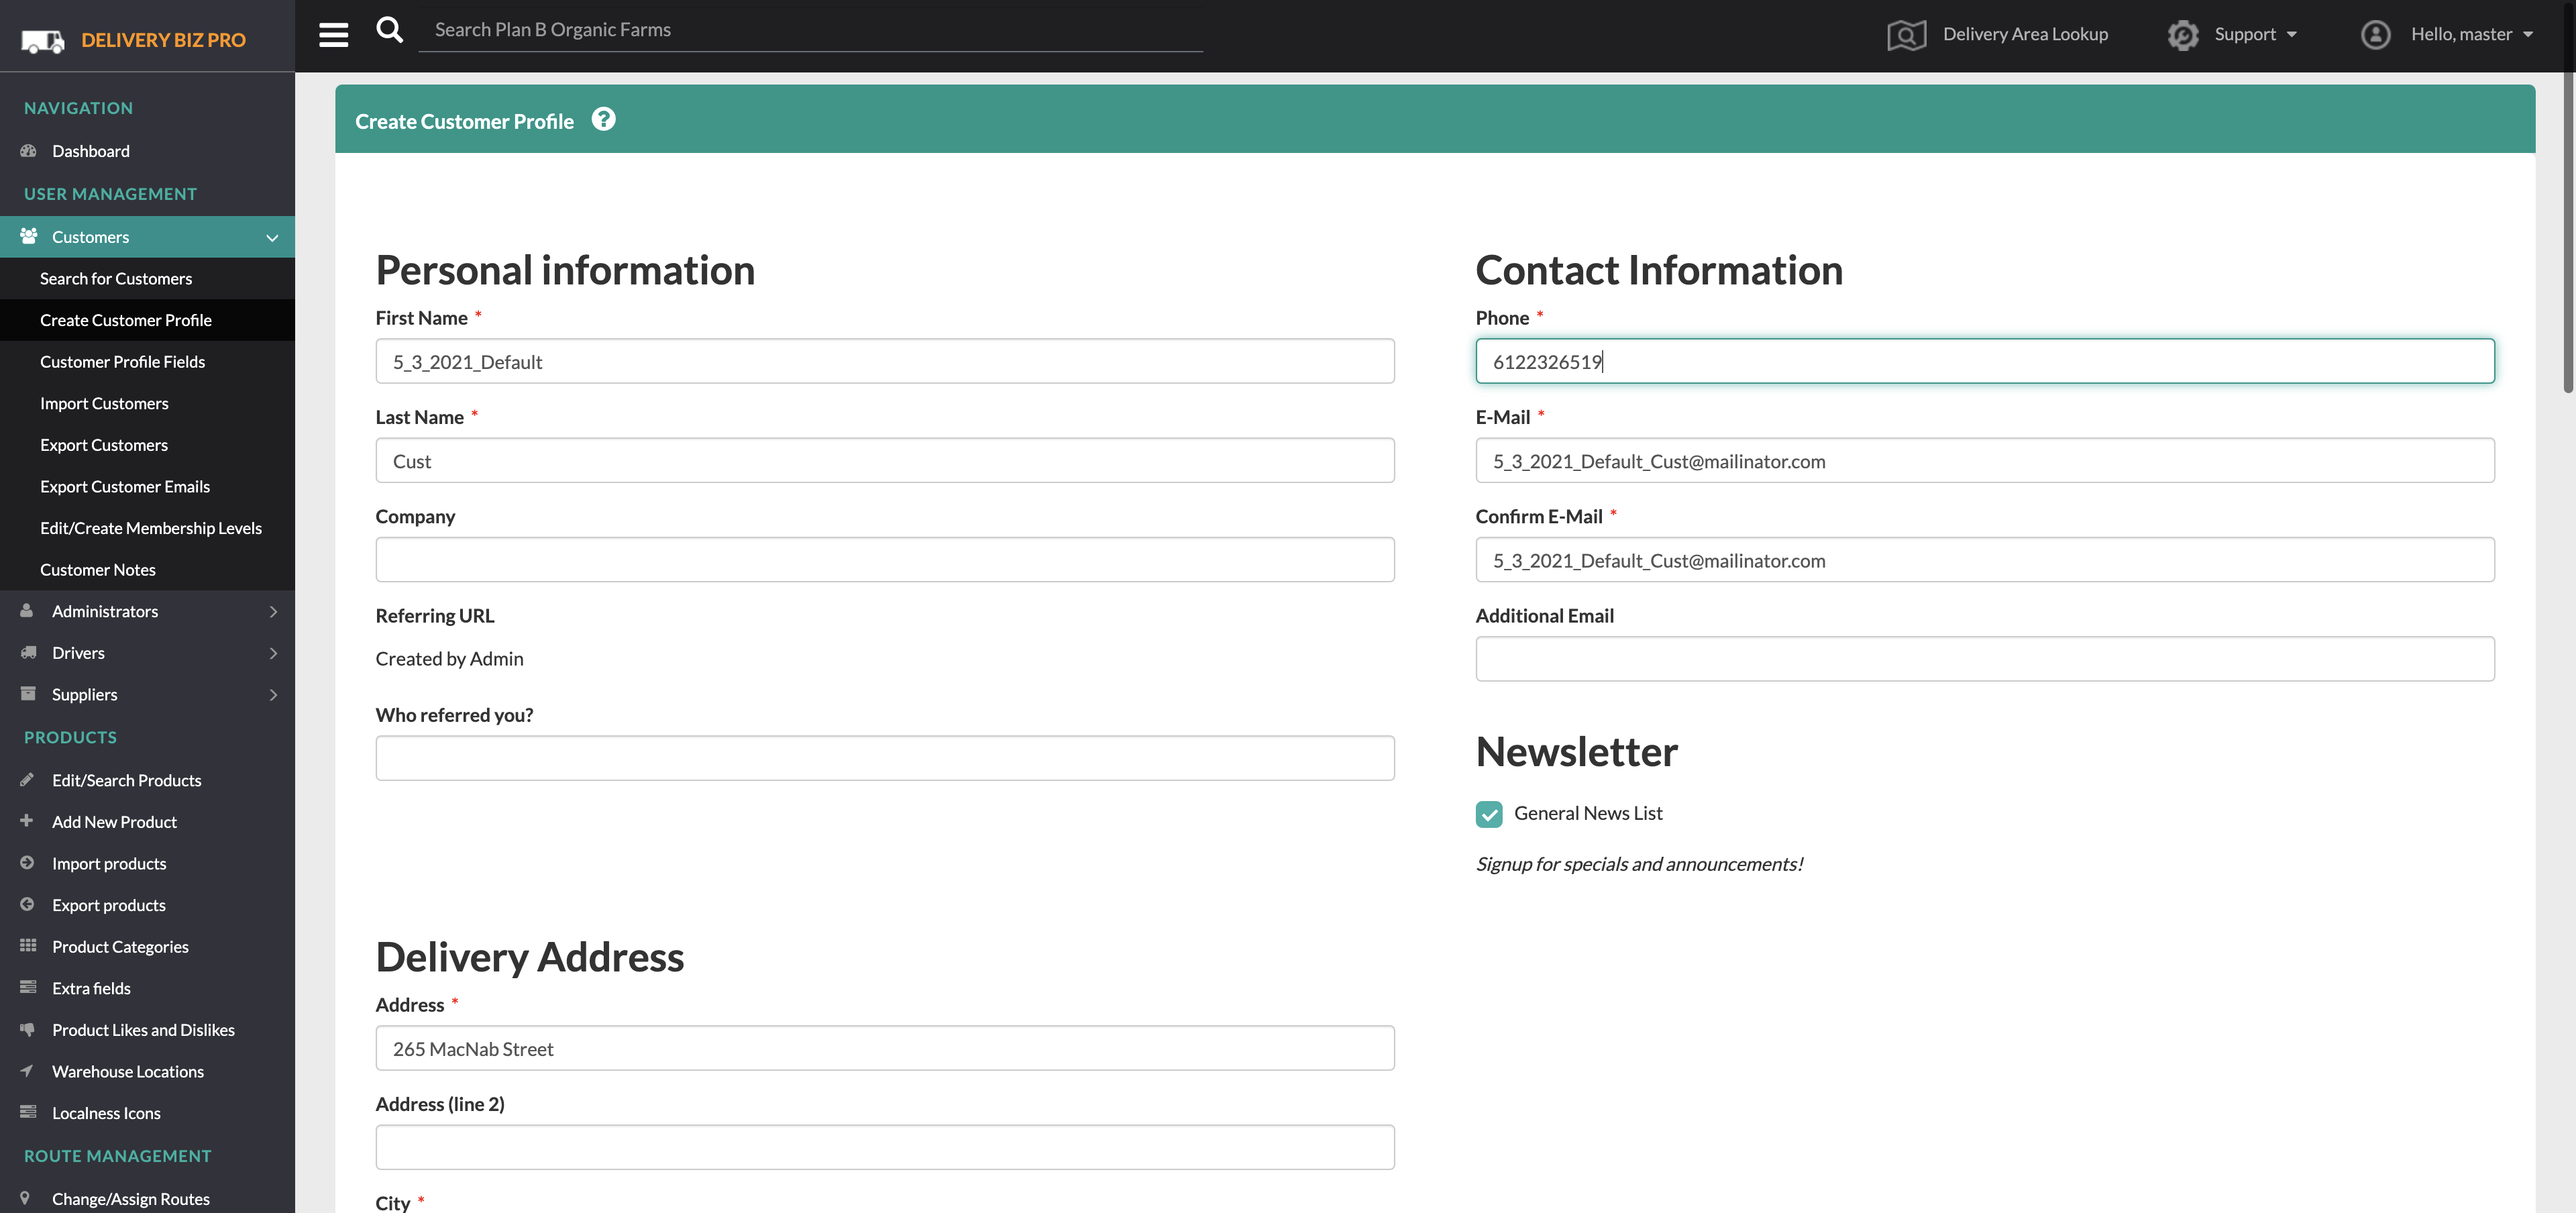 DELIVERY BIZ PRO
Search Plan B Organic Farms
Delivery Area Lookup
Support
Hello, master
NAVIGATION
Dashboard
USER MANAGEMENT
Customers
Search for Customers
Create Customer Profile
Customer Profile Fields
Import Customers
Export Customers
Export Customer Emails
Edit/Create Membership Levels
Customer Notes
Administrators
Drivers
Suppliers
PRODUCTS
Edit/Search Products
Add New Product
Import products
Export products
Product Categories
Extra fields
Product Likes and Dislikes
Warehouse Locations
Localness Icons
ROUTE MANAGEMENT
Change/Assign Routes
Create Customer Profile ?
Personal information
First Name *
5_3_2021_Default
Last Name *
Cust
Company
Referring URL
Created by Admin
Who referred you?
Contact Information
Phone *
6122326519
E-Mail *
5_3_2021_Default_Cust@mailinator.com
Confirm E-Mail *
5_3_2021_Default_Cust@mailinator.com
Additional Email
Newsletter
General News List
Signup for specials and announcements!
Delivery Address
Address *
265 MacNab Street
Address (line 2)
City *